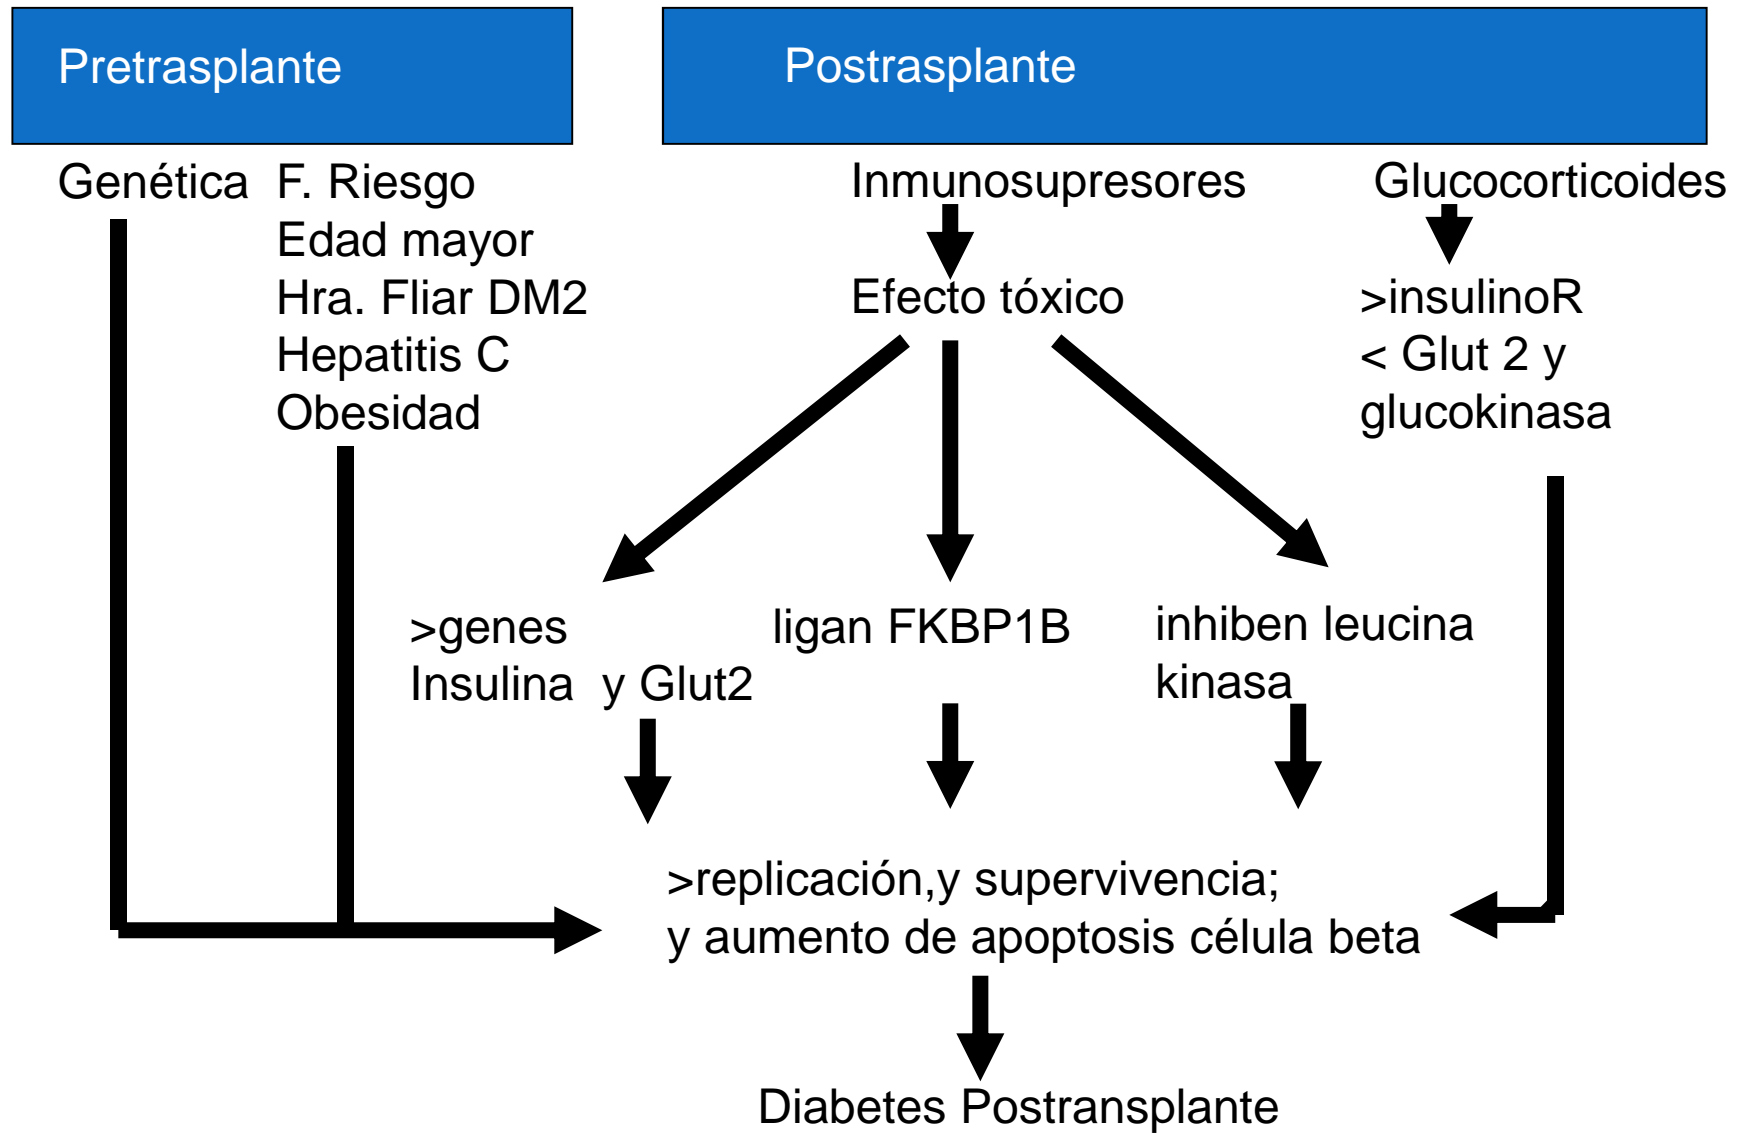 Pretrasplante
Postrasplante
Genética
F. Riesgo
Edad mayor
Hra. Fliar DM2
Hepatitis C
Obesidad
Inmunosupresores
Efecto tóxico
Glucocorticoides
>insulinoR
< Glut 2 y
glucokinasa
>genes
Insulina y Glut2
ligan FKBP1B
inhiben leucina
kinasa
>replicación,y supervivencia;
y aumento de apoptosis célula beta
Diabetes Postransplante